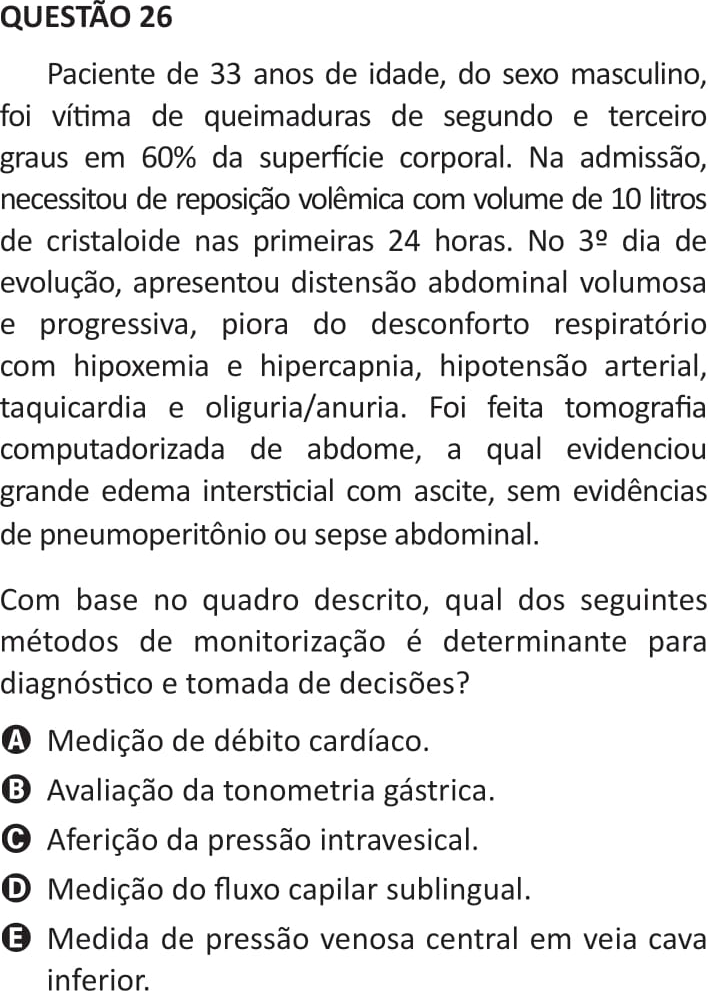 QUESTÃO 26
Paciente de 33 anos de idade, do sexo masculino,
foi vítima de queimaduras de segundo e terceiro
graus em 60% da superfície corporal. Na admissão,
necessitou de reposição volêmica com volume de 10 litros
de cristaloide nas primeiras 24 horas. No 3º dia de
evolução, apresentou distensão abdominal volumosa
e progressiva, piora do desconforto respiratório
com hipoxemia e hipercapnia, hipotensão arterial,
taquicardia e oliguria/anuria. Foi feita tomografia
computadorizada de abdome, a qual evidenciou
grande edema intersticial com ascite, sem evidências
de pneumoperitônio ou sepse abdominal.
Com base no quadro descrito, qual dos seguintes
métodos de monitorização é determinante para
diagnóstico e tomada de decisões?
A Medição de débito cardíaco.
B Avaliação da tonometria gástrica.
C Aferição da pressão intravesical.
D Medição do fluxo capilar sublingual.
E Medida de pressão venosa central em veia cava
inferior.